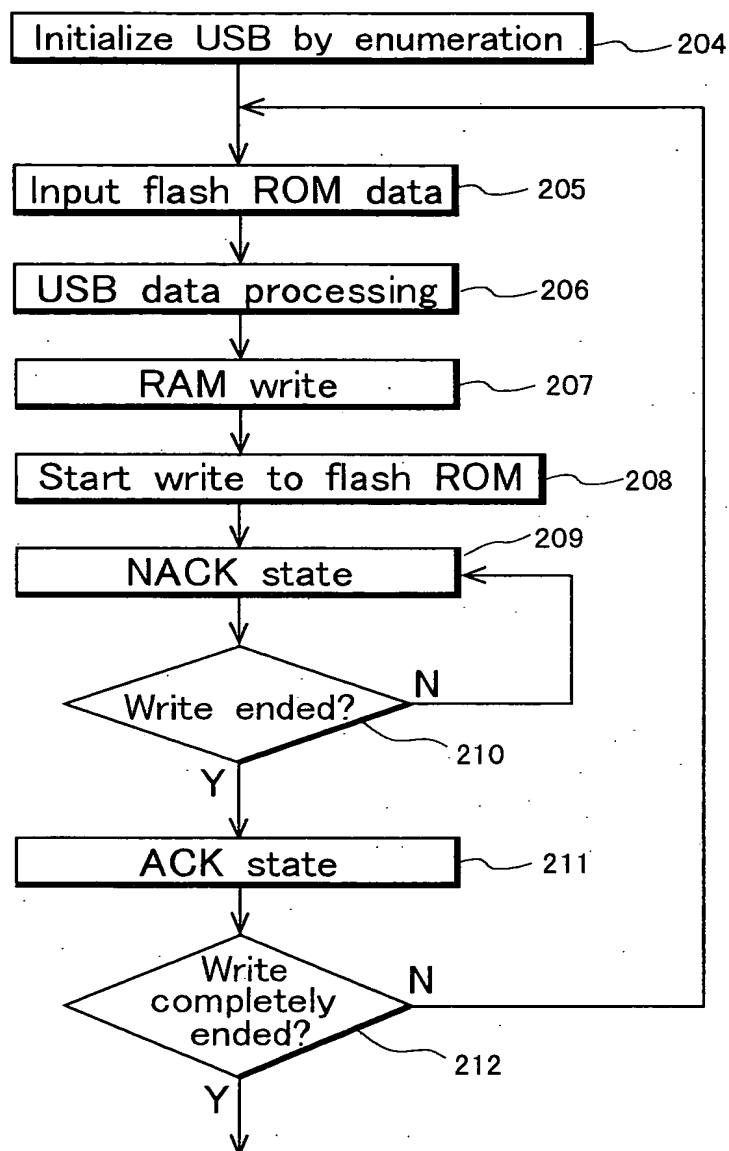 Initialize USB by enumeration
204
Input flash ROM data
205
USB data processing
206
RAM write
207
Start write to flash ROM
208
209
NACK state
N
Write ended?
210
Y
ACK state
211
Write
completely
ended?
N
212
Y